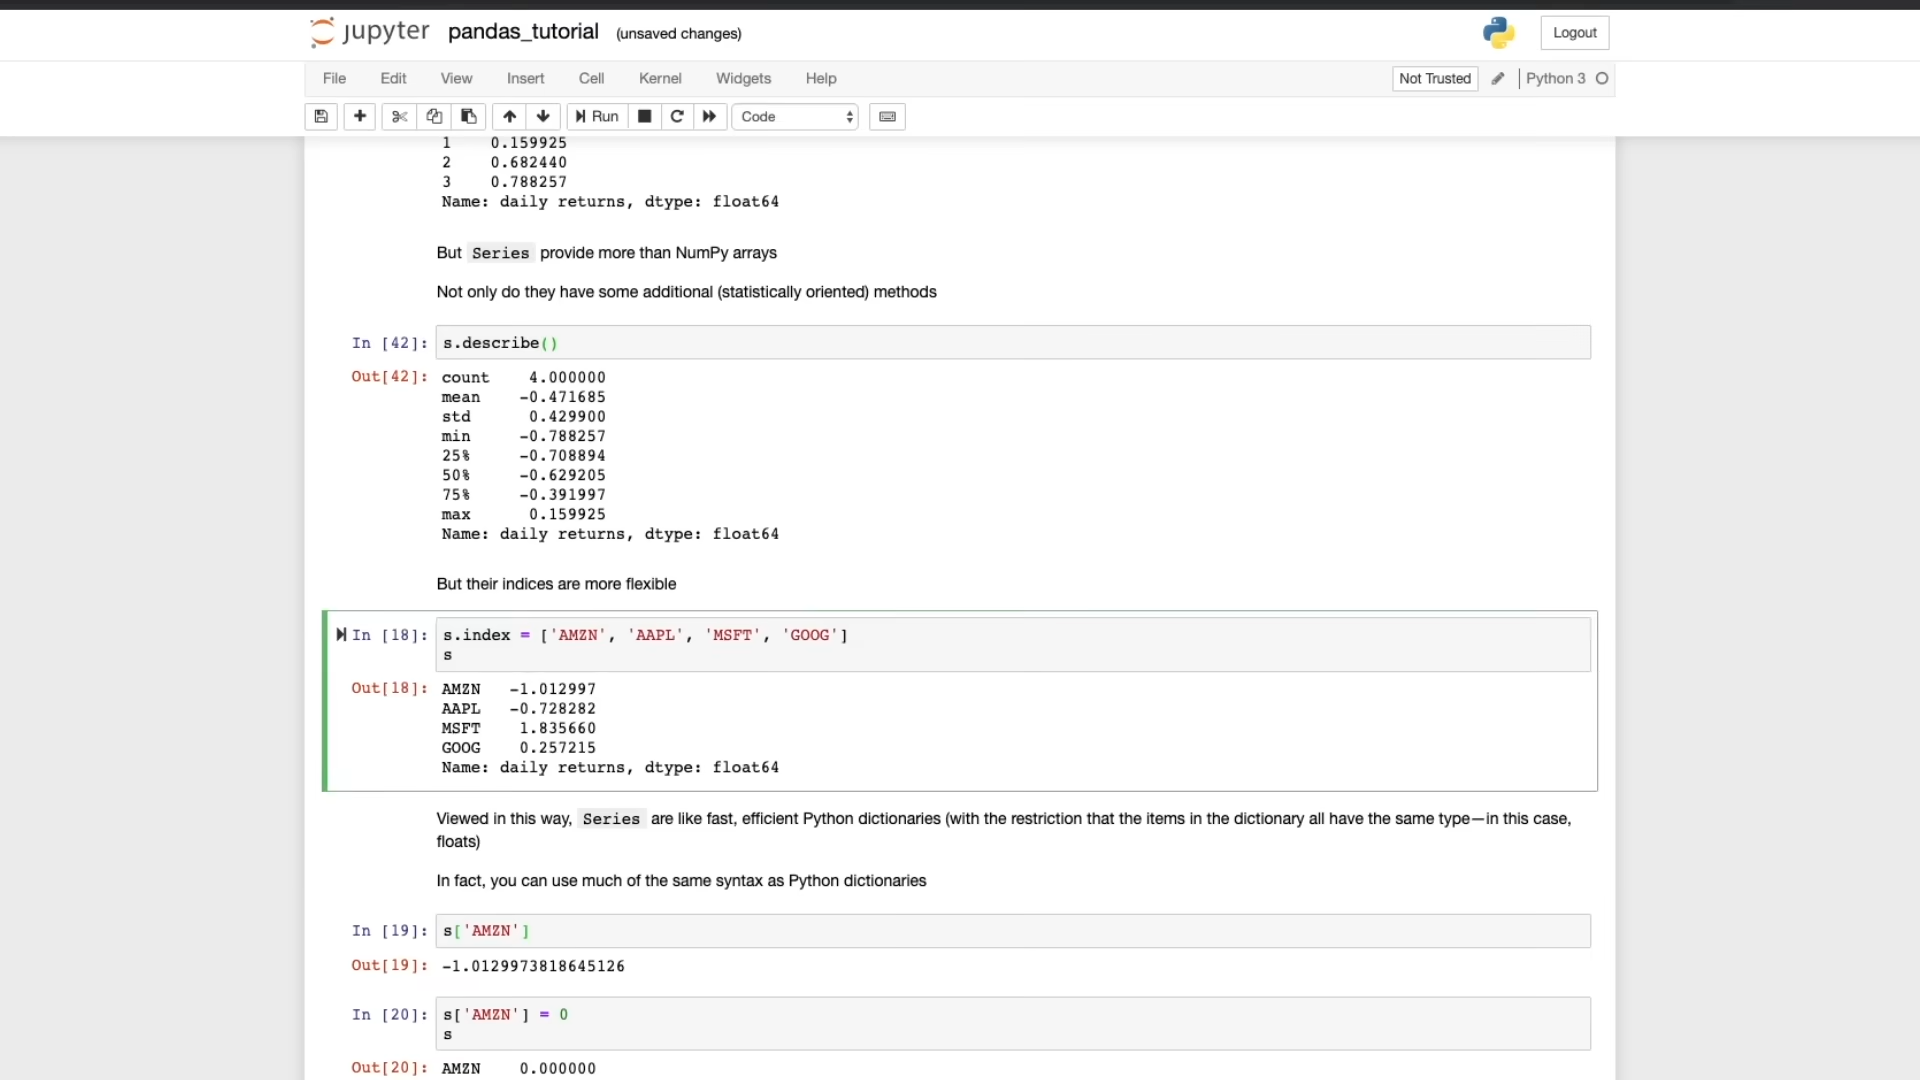 jupyter pandas_tutorial (unsaved changes) Logout
File Edit View Insert Cell Kernel Widgets Help Not Trusted Python 3
Run Code
1 0.159925
2 0.682440
3 0.788257
Name: daily returns, dtype: float64
But Series provide more than NumPy arrays
Not only do they have some additional (statistically oriented) methods
In [42]: s.describe()
Out[42]: count 4.000000
mean -0.471685
std 0.429900
min -0.788257
25% -0.708894
50% -0.629205
75% -0.391997
max 0.159925
Name: daily returns, dtype: float64
But their indices are more flexible
In [18]: s.index = ['AMZN', 'AAPL', 'MSFT', 'GOOG']
s
Out[18]: AMZN -1.012997
AAPL -0.728282
MSFT 1.835660
GOOG 0.257215
Name: daily returns, dtype: float64
Viewed in this way, Series are like fast, efficient Python dictionaries (with the restriction that the items in the dictionary all have the same type—in this case,
floats)
In fact, you can use much of the same syntax as Python dictionaries
In [19]: s['AMZN']
Out[19]: -1.0129973818645126
In [20]: s['AMZN'] = 0
s
Out[20]: AMZN 0.000000